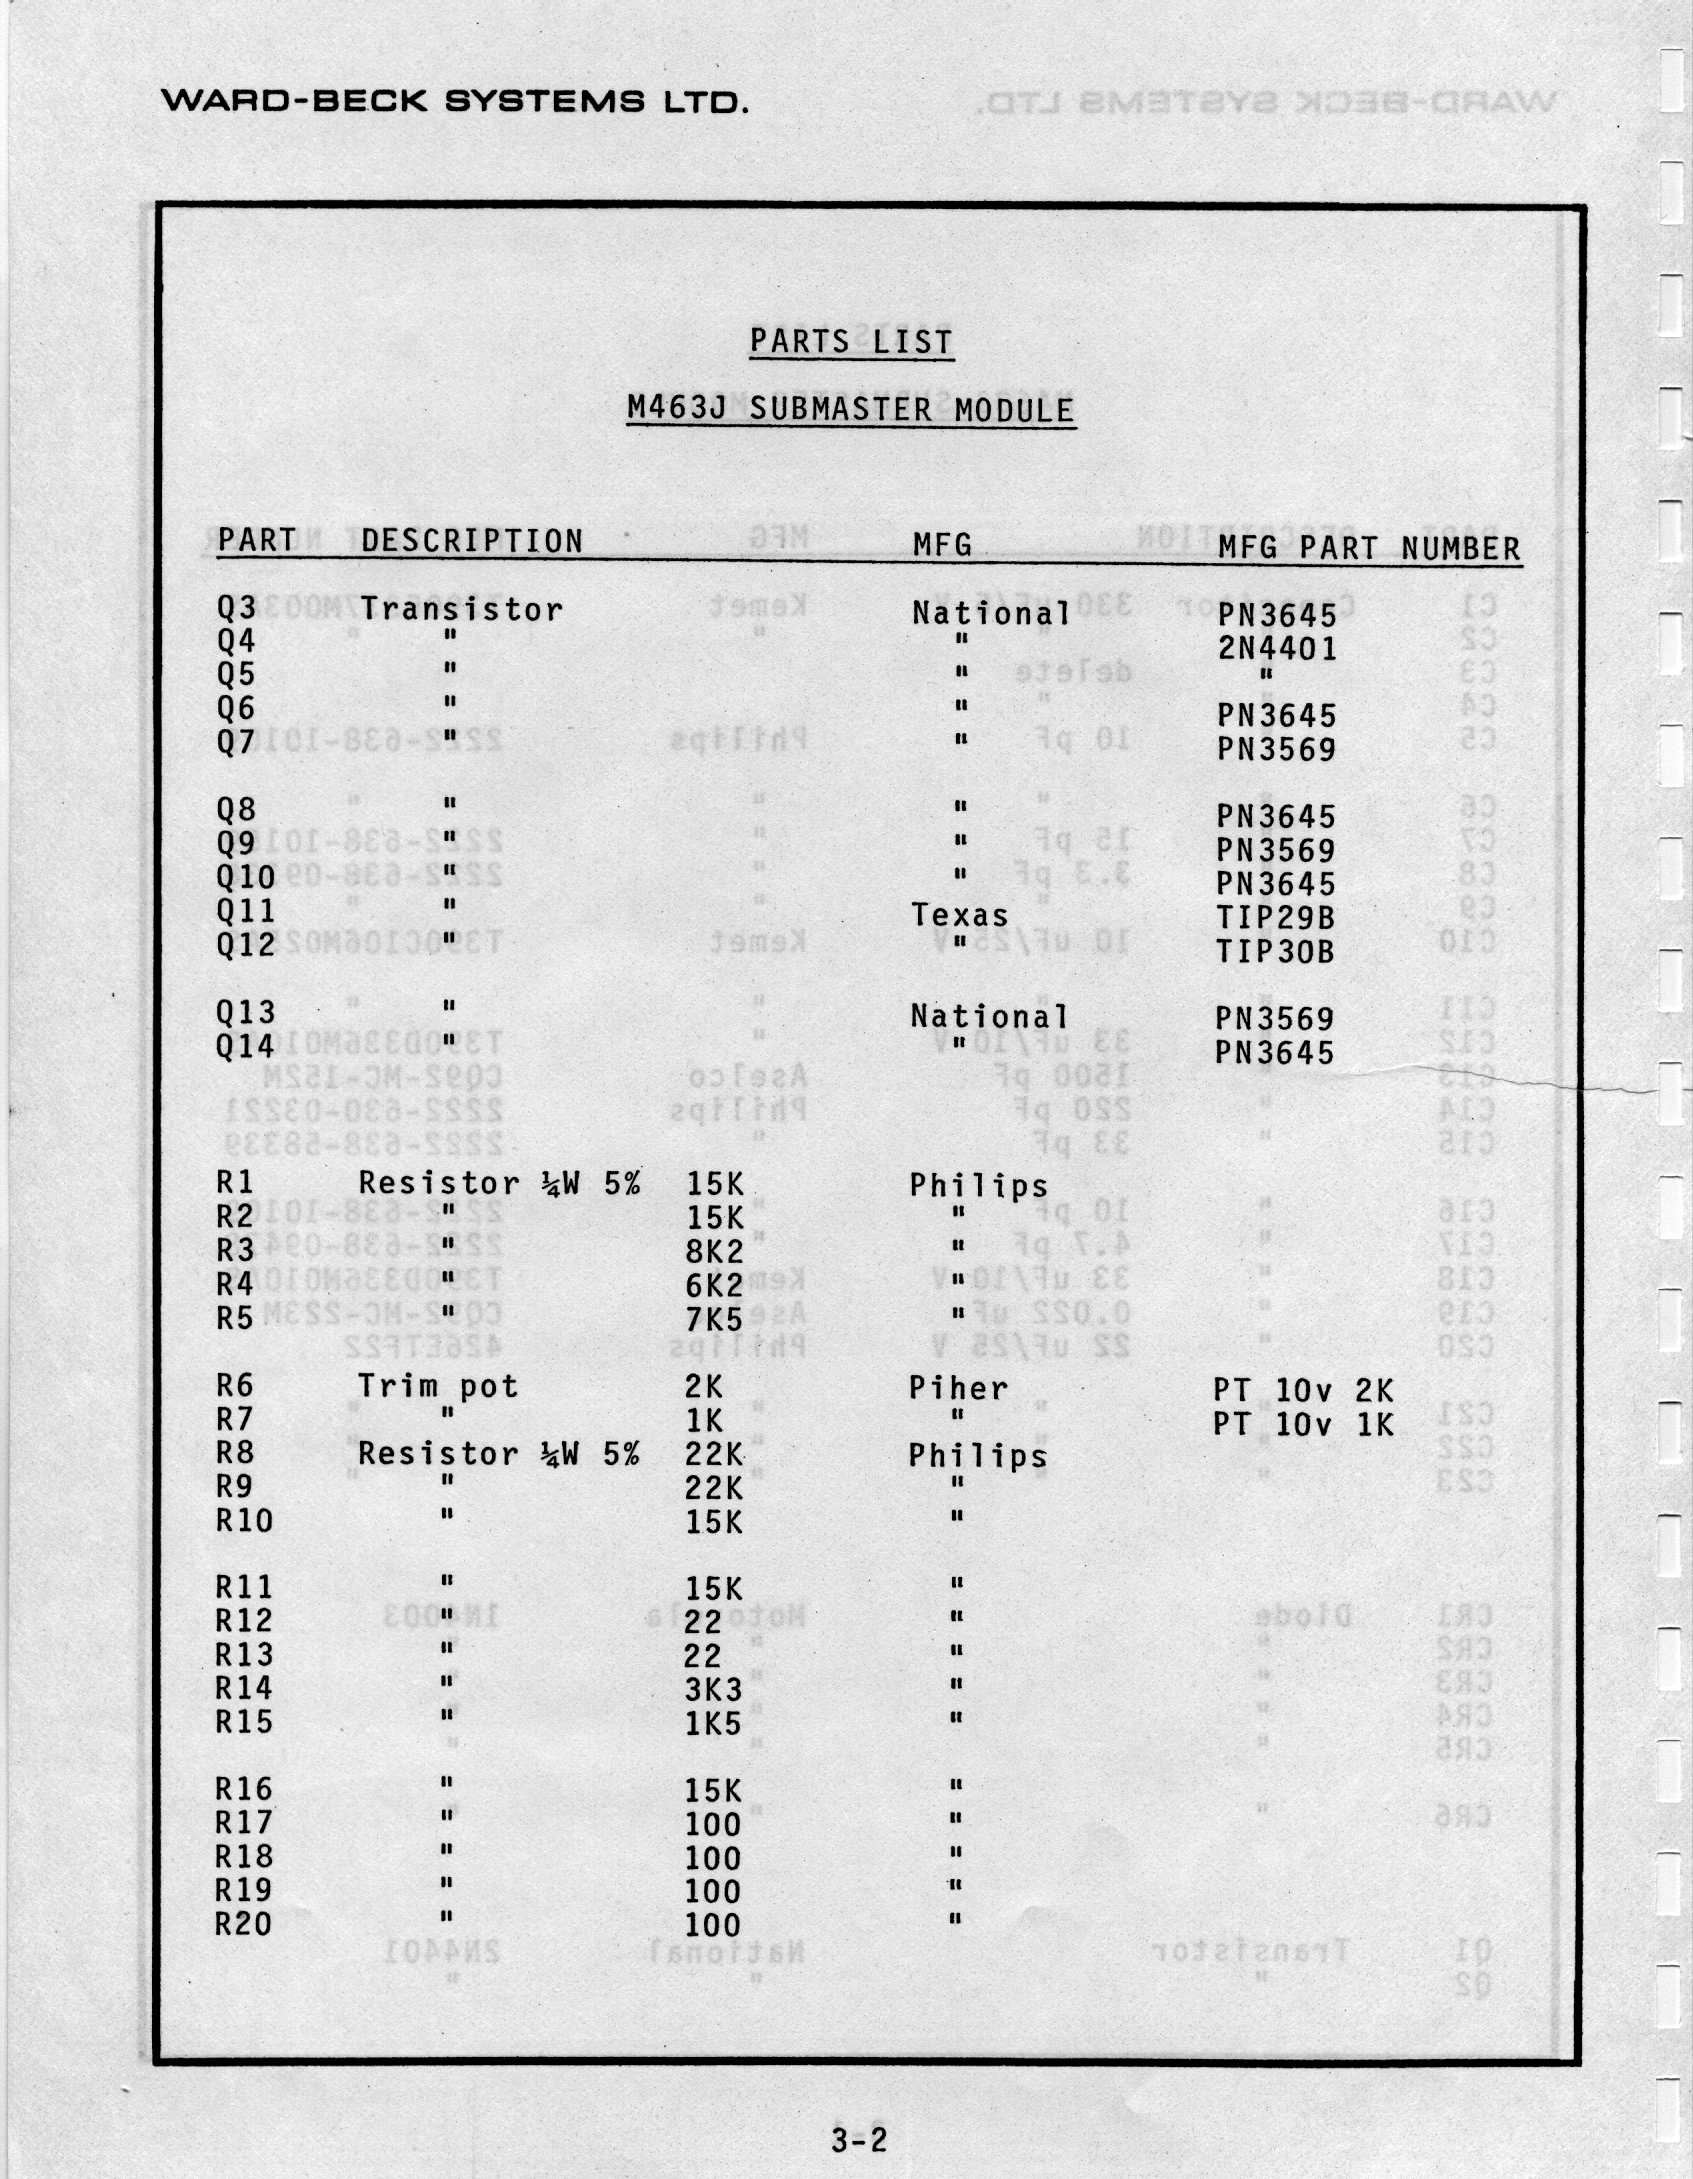 WARD-BECK SYSTEMS LTD.
PARTS LIST
M463J SUBMASTER MODULE
PART DESCRIPTION MFG MFG PART NUMBER
Q3 Transistor National PN3645
Q4 " " 2N4401
Q5 " " "
Q6 " " PN3645
Q7 " " PN3569
Q8 " " PN3645
Q9 " " PN3569
Q10 " " PN3645
Q11 " Texas TIP29B
Q12 " " TIP30B
Q13 " National PN3569
Q14 " " PN3645
R1 Resistor ¼W 5% 15K Philips
R2 " 15K "
R3 " 8K2 "
R4 " 6K2 "
R5 " 7K5 "
R6 Trim pot 2K Piher PT 10v 2K
R7 " 1K " PT 10v 1K
R8 Resistor ¼W 5% 22K Philips
R9 " 22K "
R10 " 15K "
R11 " 15K "
R12 " 22 "
R13 " 22 "
R14 " 3K3 "
R15 " 1K5 "
R16 " 15K "
R17 " 100 "
R18 " 100 "
R19 " 100 "
R20 " 100 "
3-2